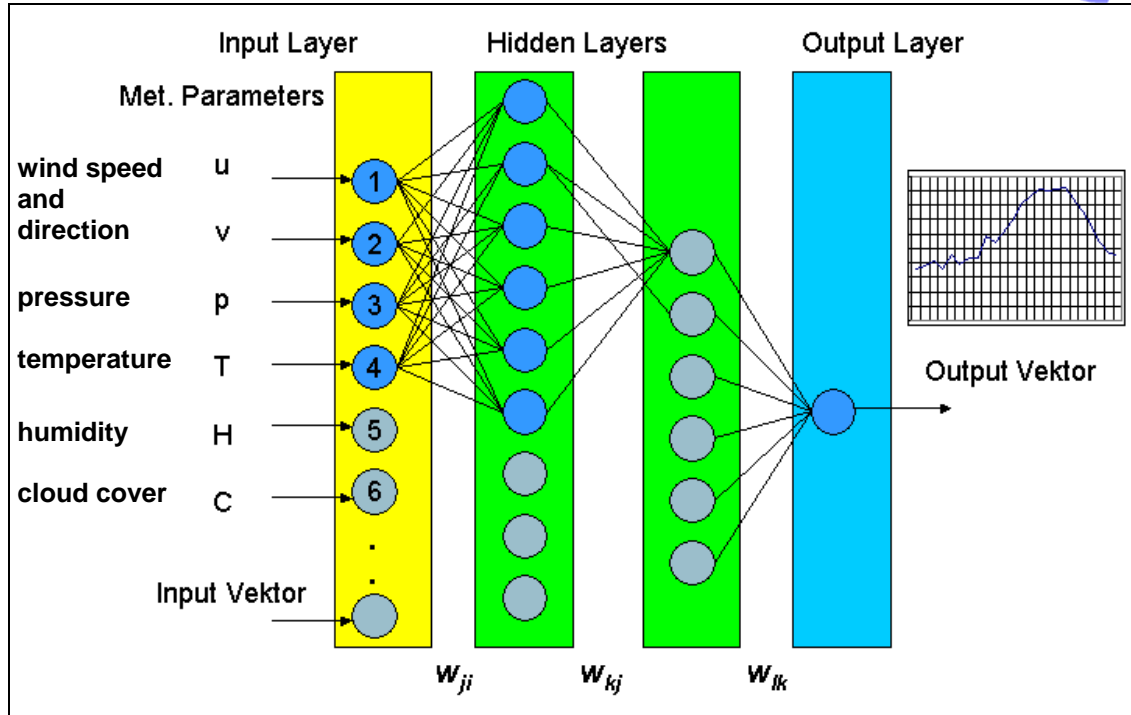 Input Layer
Hidden Layers
Output Layer
Met. Parameters
wind speed
and
direction
u
1
v
2
pressure
p
3
temperature
T
4
humidity
H
5
cloud cover
C
6
.
.
Input Vektor
Output Vektor
w_ji
w_kj
w_lk